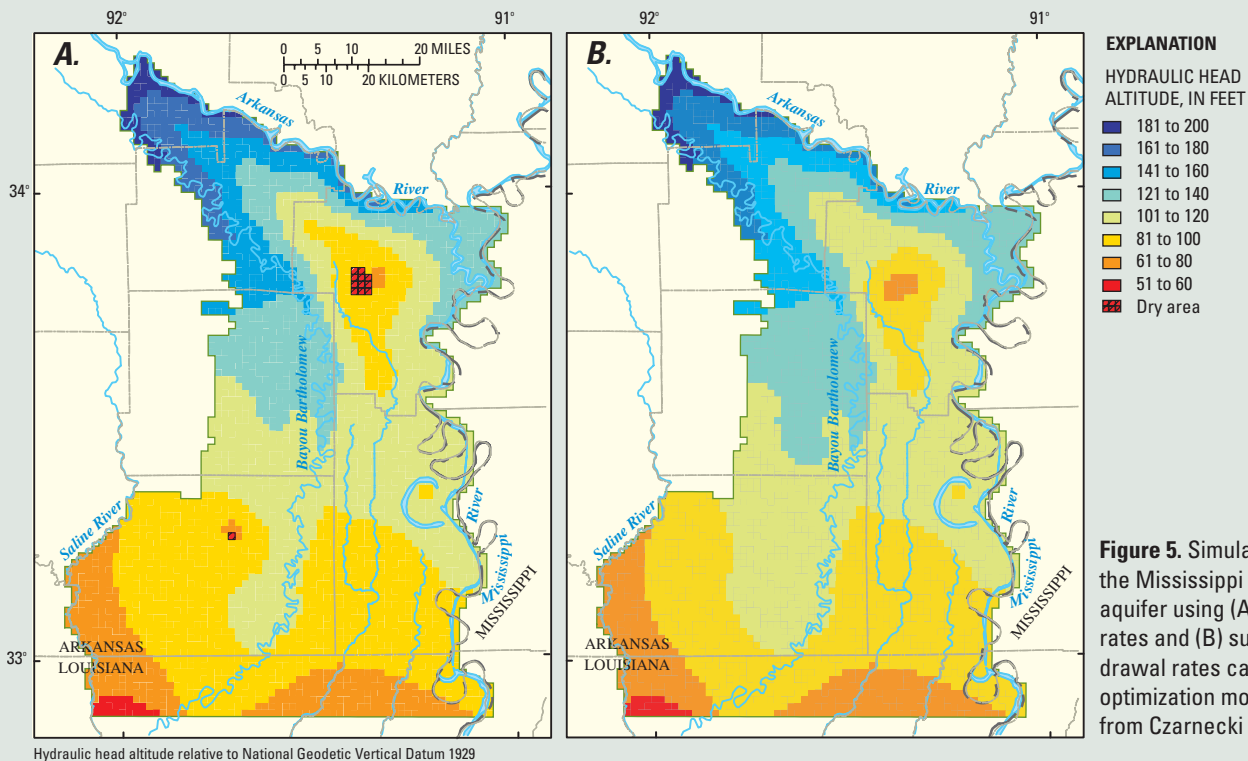 92°
91°
92°
91°
A.
0 5 10 20 MILES
0 5 10 20 KILOMETERS
Arkansas
River
34°
Bayou Bartholomew
Saline River
River
Mississippi
MISSISSIPPI
ARKANSAS
LOUISIANA
33°
B.
Arkansas
River
Bayou Bartholomew
Saline River
River
Mississippi
MISSISSIPPI
ARKANSAS
LOUISIANA
Hydraulic head altitude relative to National Geodetic Vertical Datum 1929
EXPLANATION
HYDRAULIC HEAD
ALTITUDE, IN FEET
181 to 200
161 to 180
141 to 160
121 to 140
101 to 120
81 to 100
61 to 80
51 to 60
Dry area
Figure 5. Simula
the Mississippi
aquifer using (A
rates and (B) su
drawal rates ca
optimization mo
from Czarnecki